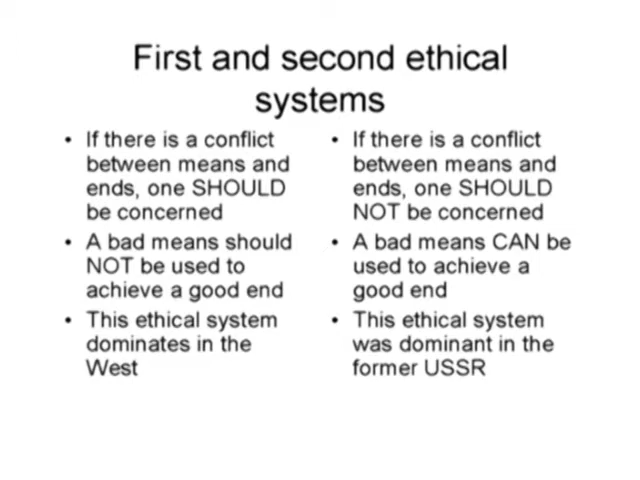 First and second ethical
systems
• If there is a conflict
between means and
ends, one SHOULD
be concerned
• A bad means should
NOT be used to
achieve a good end
• This ethical system
dominates in the
West
• If there is a conflict
between means and
ends, one SHOULD
NOT be concerned
• A bad means CAN be
used to achieve a
good end
• This ethical system
was dominant in the
former USSR